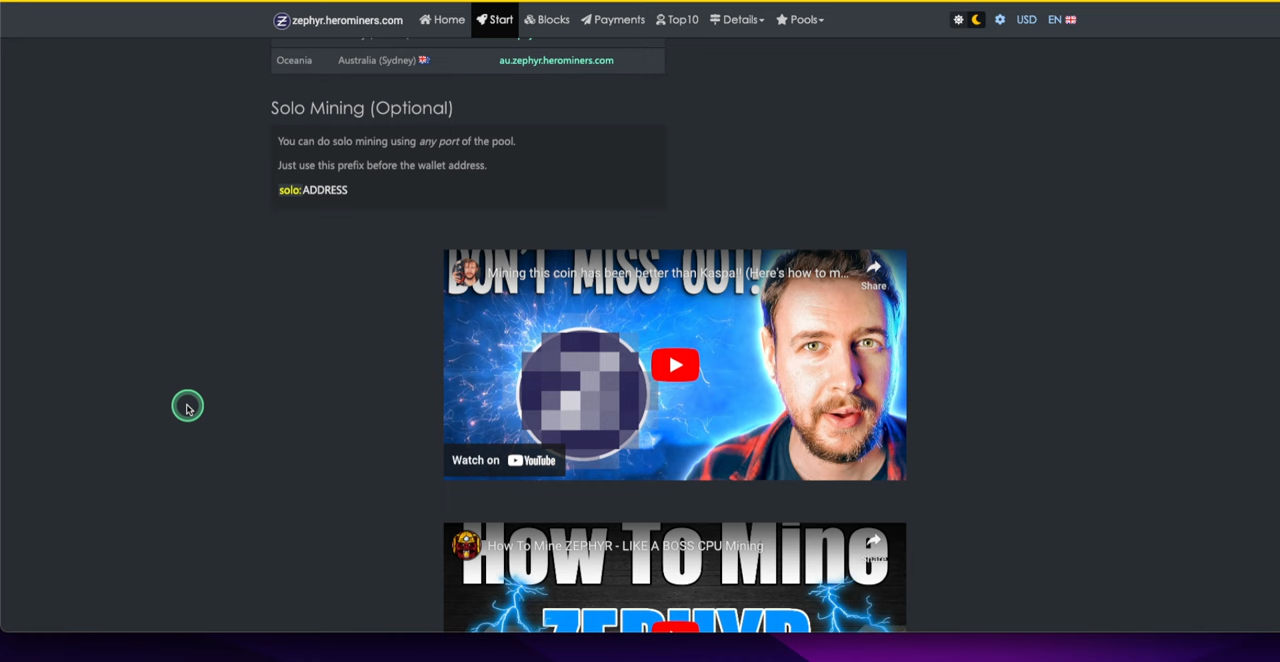 zephyr.herominers.com Home Start Blocks Payments Top10 Details Pools USD EN
Oceania Australia (Sydney) au.zephyr.herominers.com
Solo Mining (Optional)
You can do solo mining using any port of the pool.
Just use this prefix before the wallet address.
solo:ADDRESS
DON'T MISS OUT!
Mining this coin has been better than Kaspa!! (Here's how to m...
Share
Watch on YouTube
How To Mine ZEPHYR - LIKE A BOSS CPU Mining
Share
How To Mine
ZEPHYR